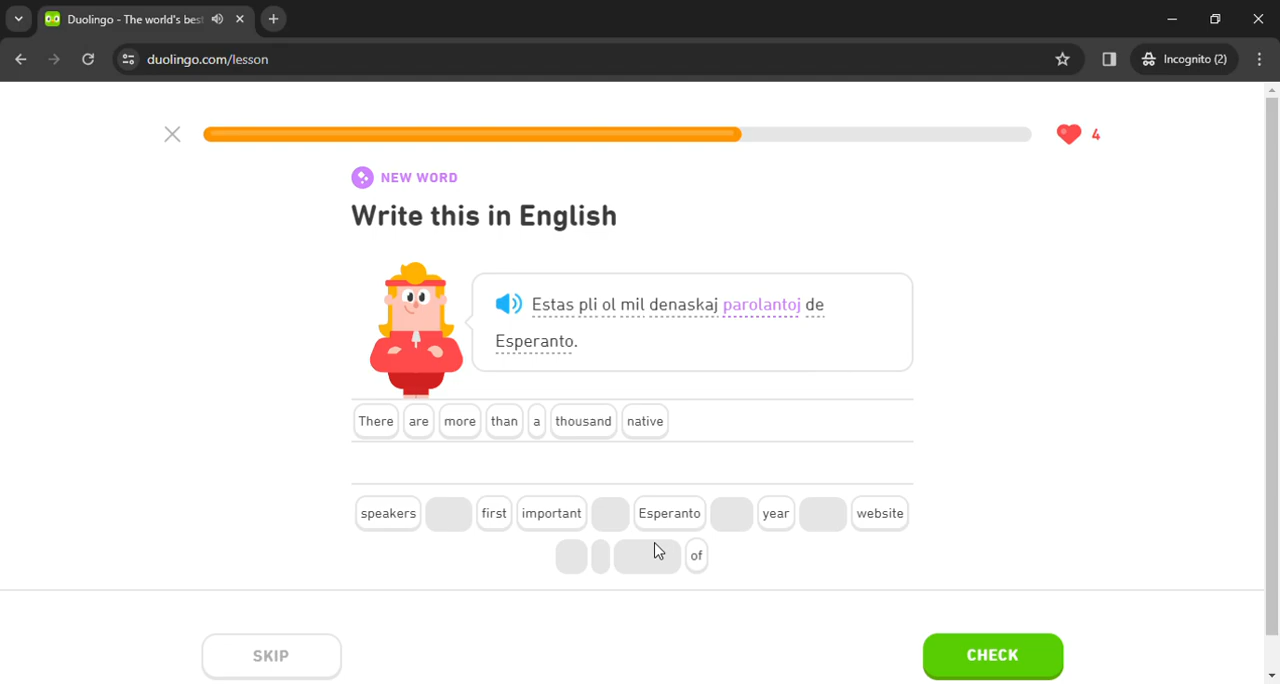 Duolingo - The world's bes
duolingo.com/lesson
Incognito (2)
4
NEW WORD
Write this in English
Estas pli ol mil denaskaj parolantoj de
Esperanto.
There are more than a thousand native
speakers first important Esperanto year website
of
SKIP
CHECK